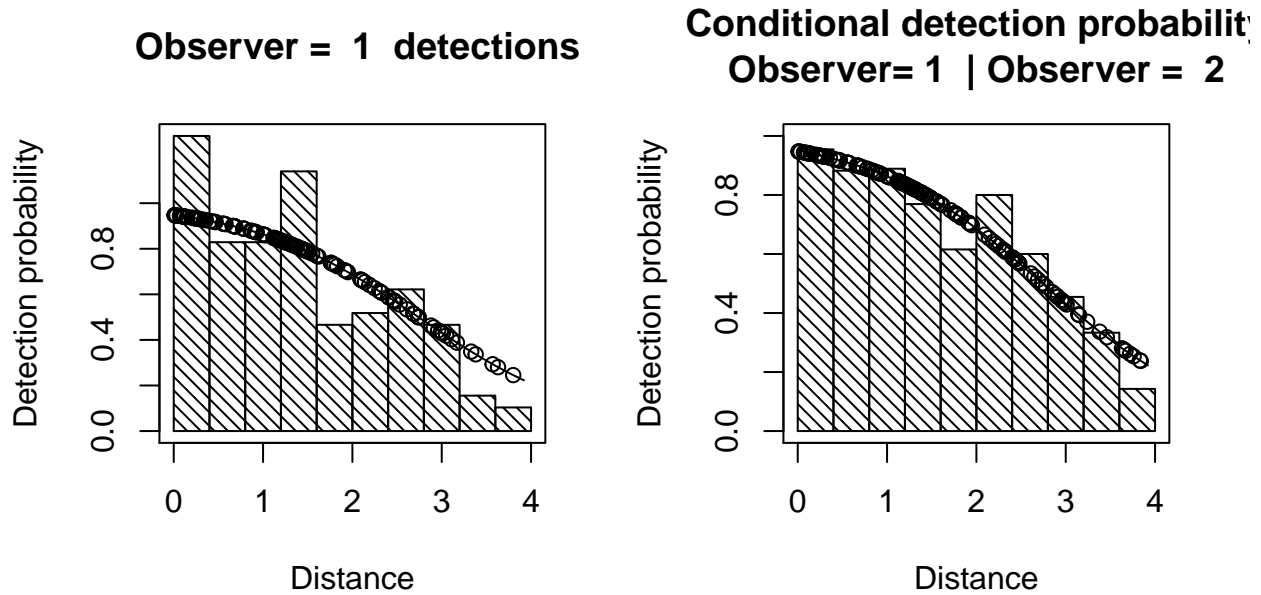 Observer =  1  detections
Detection probability
0.0 0.4 0.8
0 1 2 3 4
Distance
Conditional detection probability
Observer= 1  | Observer =  2
Detection probability
0.0 0.4 0.8
0 1 2 3 4
Distance